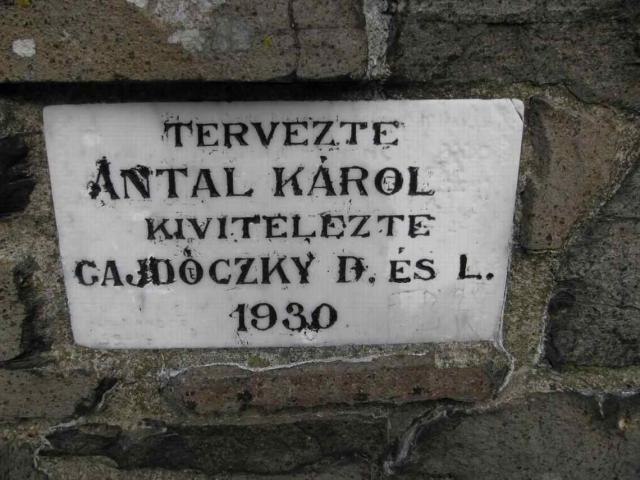 TERVEZTE
ANTAL KÁROL
KIVITELEZTE
GAJDÓCZKY D. ÉS L.
1930